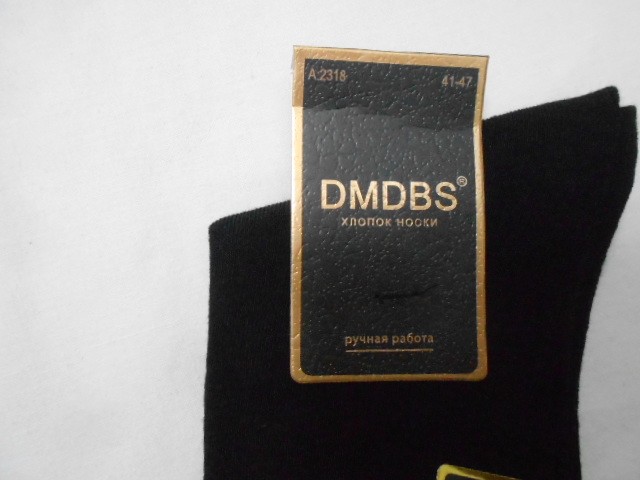 A:2318 41-47
DMDBS®
ХЛОПОК НОСКИ
ручная работа